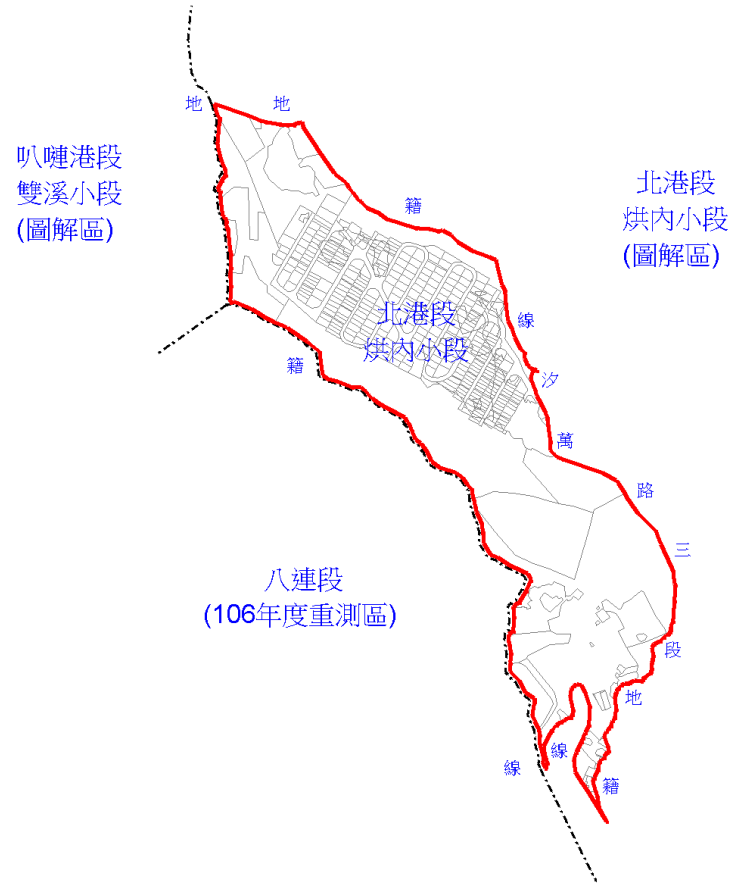 地
地
叭嗹港段
雙溪小段
(圖解區)
北港段
烘內小段
(圖解區)
籍
線
北港段
烘內小段
籍
汐
萬
路
三
段
地
籍
八連段
(106年度重測區)
線
線